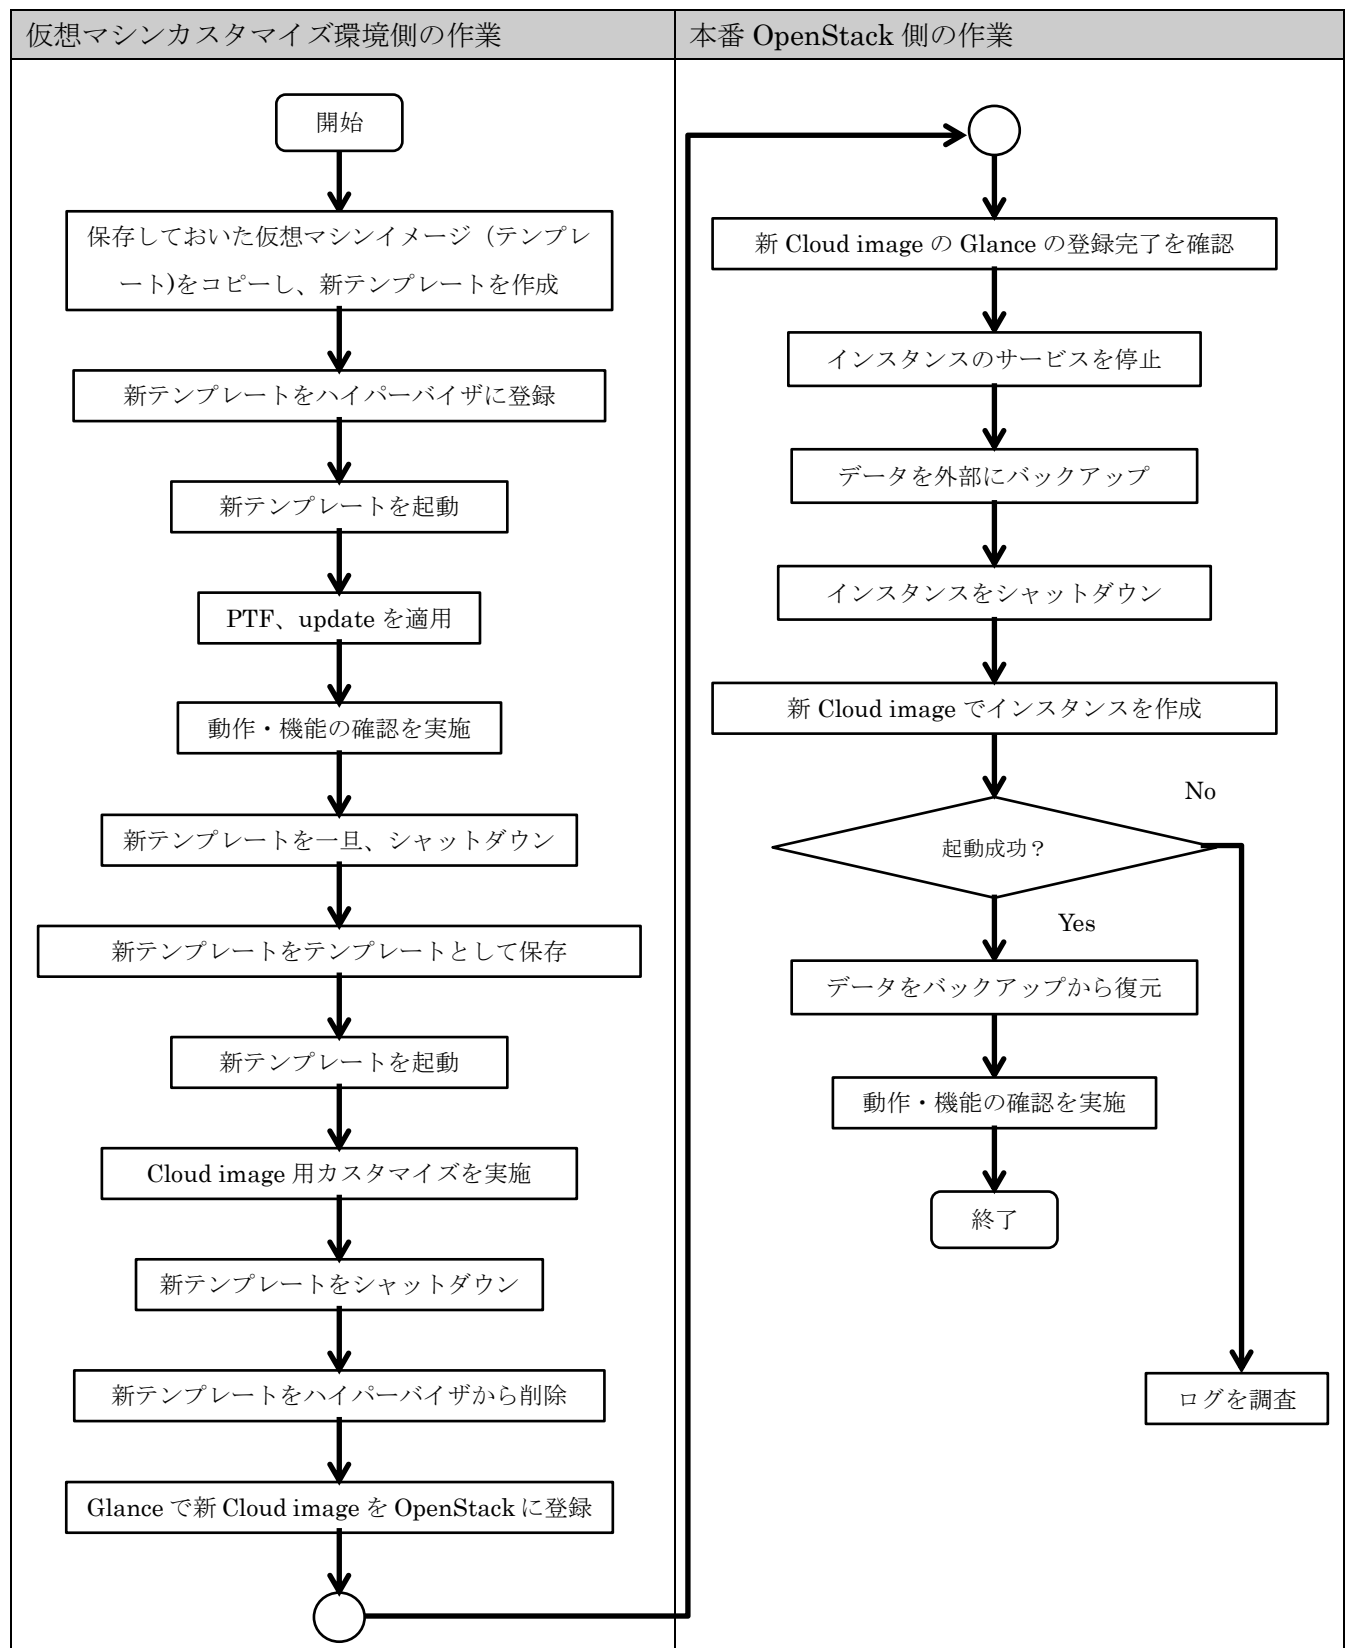 仮想マシンカスタマイズ環境側の作業
開始
保存しておいた仮想マシンイメージ（テンプレ
ート)をコピーし、新テンプレートを作成
新テンプレートをハイパーバイザに登録
新テンプレートを起動
PTF、update を適用
動作・機能の確認を実施
新テンプレートを一旦、シャットダウン
新テンプレートをテンプレートとして保存
新テンプレートを起動
Cloud image 用カスタマイズを実施
新テンプレートをシャットダウン
新テンプレートをハイパーバイザから削除
Glance で新 Cloud image を OpenStack に登録
本番 OpenStack 側の作業
新 Cloud image の Glance の登録完了を確認
インスタンスのサービスを停止
データを外部にバックアップ
インスタンスをシャットダウン
新 Cloud image でインスタンスを作成
No
起動成功？
Yes
データをバックアップから復元
動作・機能の確認を実施
終了
ログを調査